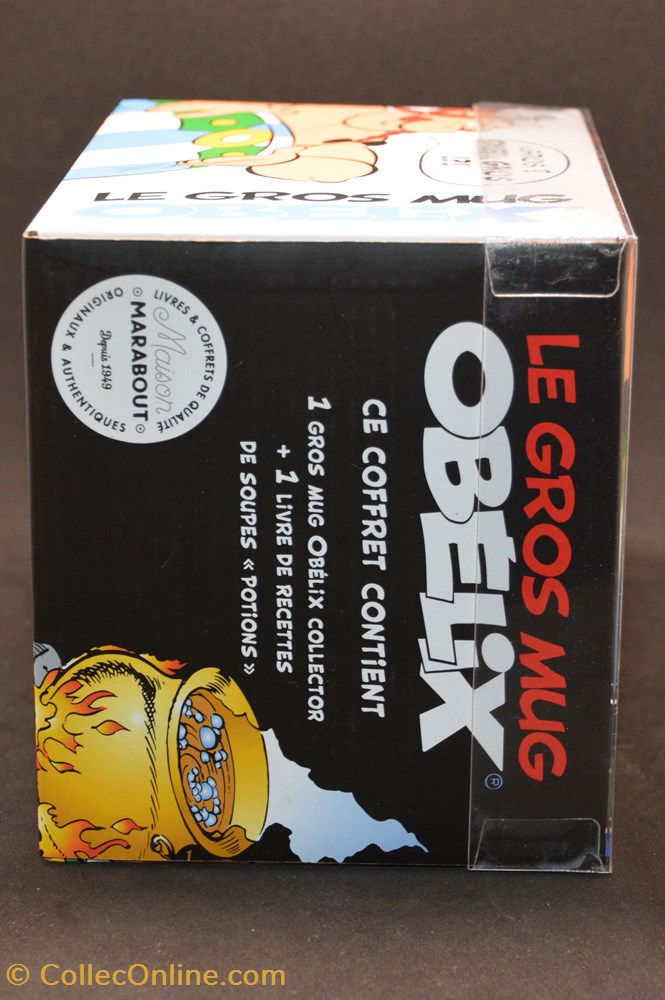 LE GROS MUG
OBÉLIX
LE GROS MUG
OBÉLIX®
CE COFFRET CONTIENT
1 GROS MUG OBÉLIX COLLECTOR
+ 1 LIVRE DE RECETTES
DE SOUPES « POTIONS »
LIVRES & COFFRETS DE QUALITÉ
Maison
MARABOUT
Depuis 1949
ORIGINAUX & AUTHENTIQUES
© CollecOnline.com